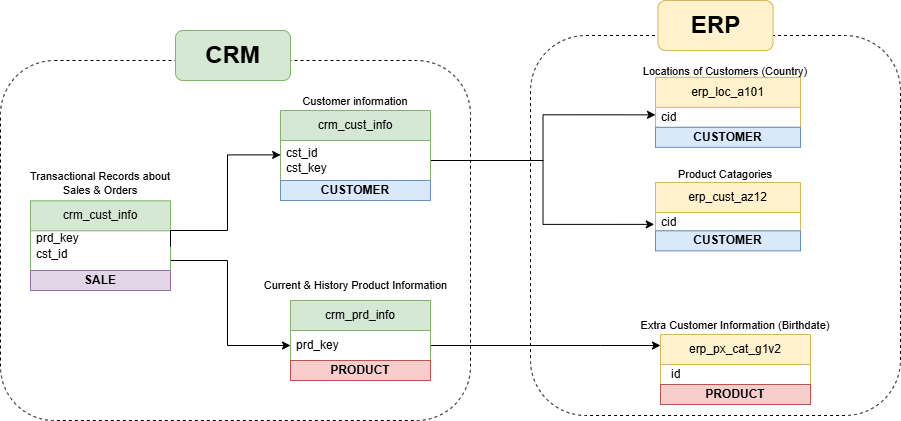 CRM
Customer information
crm_cust_info
cst_id
cst_key
CUSTOMER
Transactional Records about
Sales & Orders
crm_cust_info
prd_key
cst_id
SALE
Current & History Product Information
crm_prd_info
prd_key
PRODUCT
ERP
Locations of Customers (Country)
erp_loc_a101
cid
CUSTOMER
Product Catagories
erp_cust_az12
cid
CUSTOMER
Extra Customer Information (Birthdate)
erp_px_cat_g1v2
id
PRODUCT